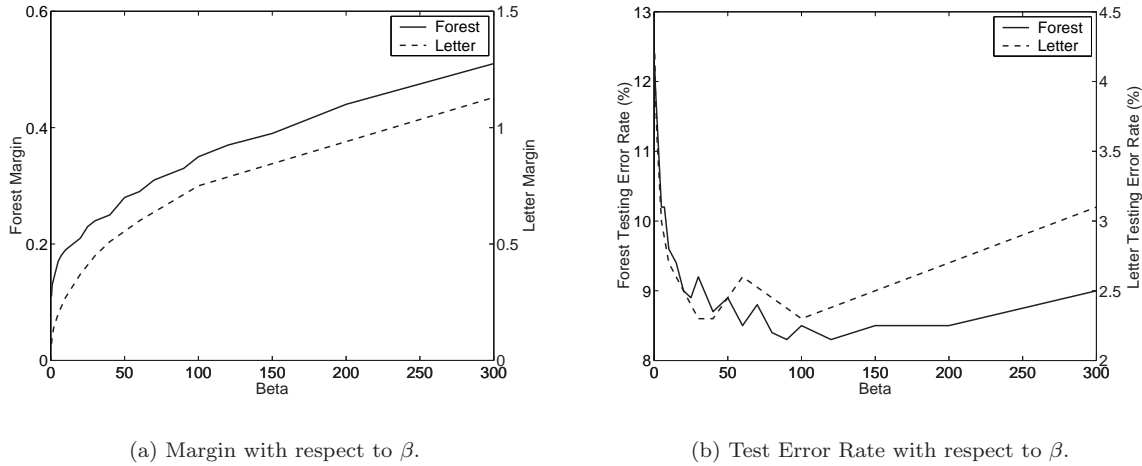 0.6
0.4
0.2
0
1.5
1
0.5
0
0 50 100 150 200 250 300
Forest Margin
Letter Margin
Beta
Forest
Letter
(a) Margin with respect to β.
13
12
11
10
9
8
4.5
4
3.5
3
2.5
2
0 50 100 150 200 250 300
Forest Testing Error Rate (%)
Letter Testing Error Rate (%)
Beta
Forest
Letter
(b) Test Error Rate with respect to β.